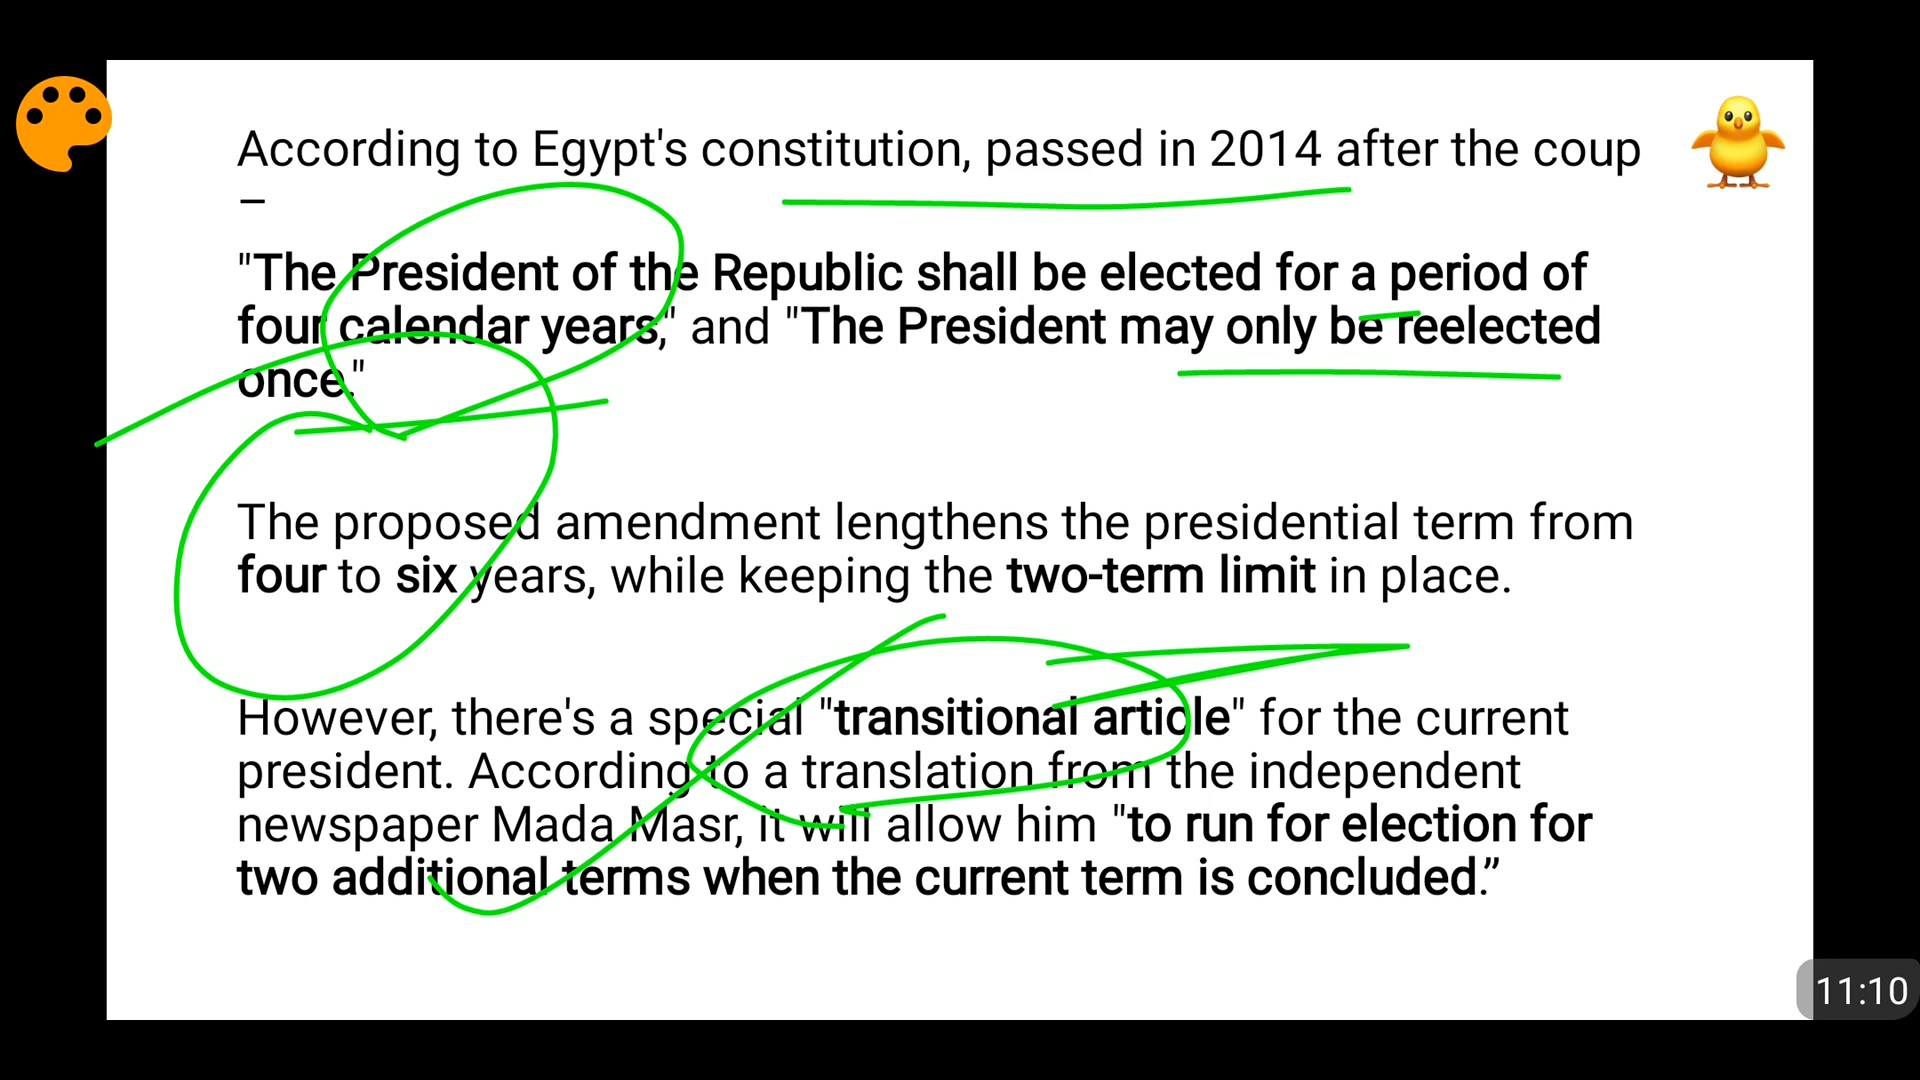 According to Egypt's constitution, passed in 2014 after the coup
–
"The President of the Republic shall be elected for a period of
four calendar years," and "The President may only be reelected
once."
The proposed amendment lengthens the presidential term from
four to six years, while keeping the two-term limit in place.
However, there's a special "transitional article" for the current
president. According to a translation from the independent
newspaper Mada Masr, it will allow him "to run for election for
two additional terms when the current term is concluded.”
11:10